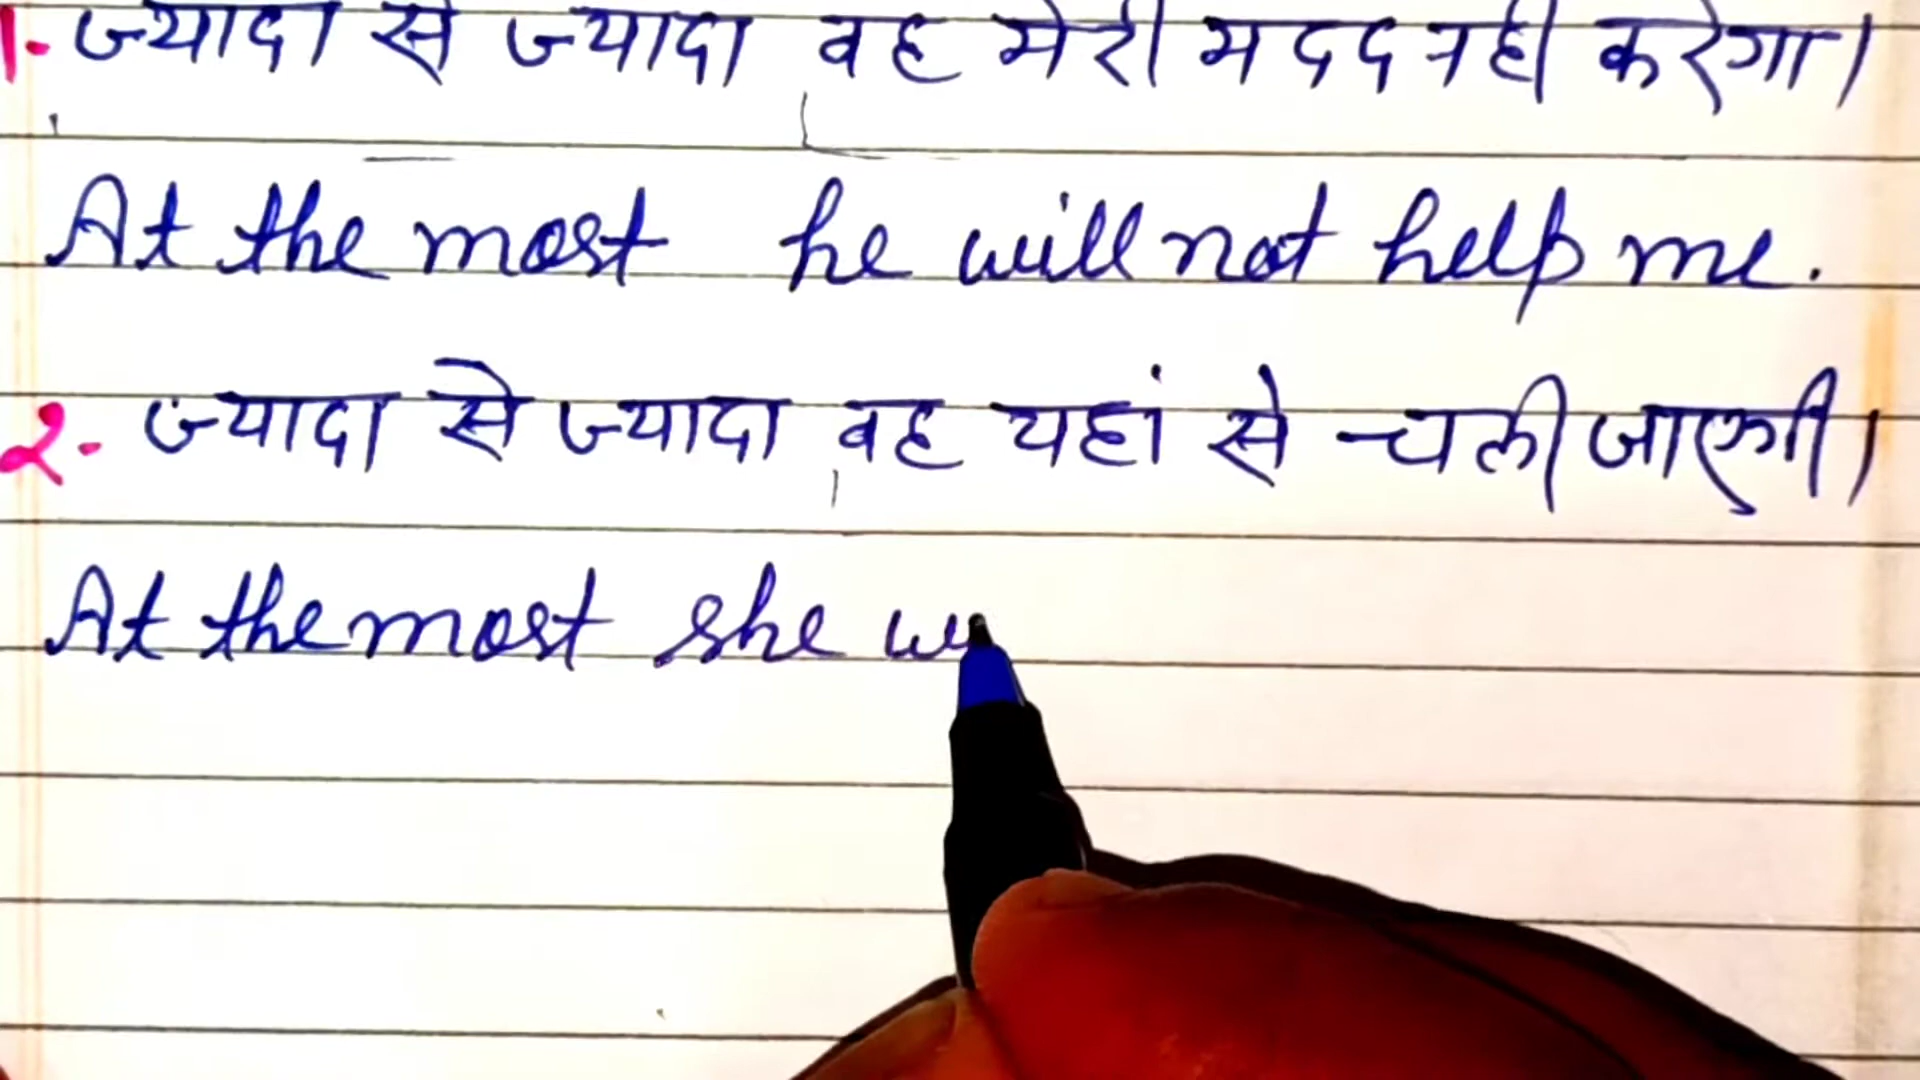 1. ज्यादा से ज्यादा वह मेरी मदद नही करेगा।
At the most he will not help me.
२. ज्यादा से ज्यादा वह यहां से चली जाएगी।
At the most she